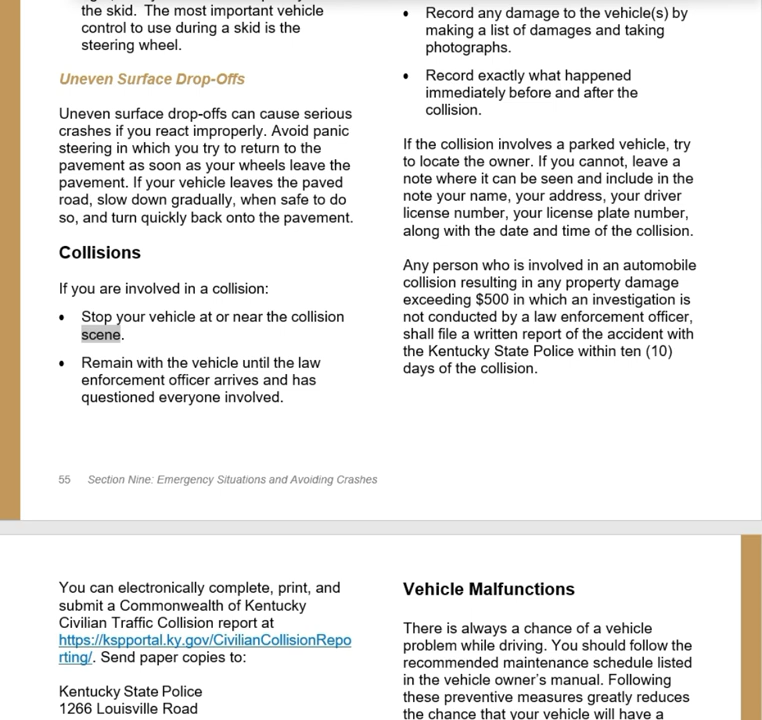 the skid. The most important vehicle
control to use during a skid is the
steering wheel.
Uneven Surface Drop-Offs
Uneven surface drop-offs can cause serious
crashes if you react improperly. Avoid panic
steering in which you try to return to the
pavement as soon as your wheels leave the
pavement. If your vehicle leaves the paved
road, slow down gradually, when safe to do
so, and turn quickly back onto the pavement.
Collisions
If you are involved in a collision:
• Stop your vehicle at or near the collision
scene.
• Remain with the vehicle until the law
enforcement officer arrives and has
questioned everyone involved.
• Record any damage to the vehicle(s) by
making a list of damages and taking
photographs.
• Record exactly what happened
immediately before and after the
collision.
If the collision involves a parked vehicle, try
to locate the owner. If you cannot, leave a
note where it can be seen and include in the
note your name, your address, your driver
license number, your license plate number,
along with the date and time of the collision.
Any person who is involved in an automobile
collision resulting in any property damage
exceeding $500 in which an investigation is
not conducted by a law enforcement officer,
shall file a written report of the accident with
the Kentucky State Police within ten (10)
days of the collision.
55 Section Nine: Emergency Situations and Avoiding Crashes
You can electronically complete, print, and
submit a Commonwealth of Kentucky
Civilian Traffic Collision report at
https://kspportal.ky.gov/CivilianCollisionRepo
rting/. Send paper copies to:
Kentucky State Police
1266 Louisville Road
Vehicle Malfunctions
There is always a chance of a vehicle
problem while driving. You should follow the
recommended maintenance schedule listed
in the vehicle owner's manual. Following
these preventive measures greatly reduces
the chance that your vehicle will have a